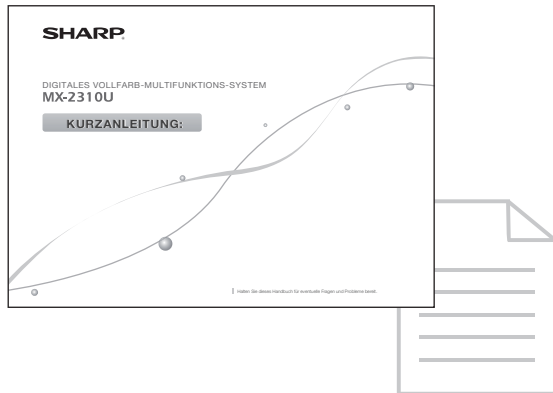 SHARP
DIGITALES VOLLFARB-MULTIFUNKTIONS-SYSTEM
MX-2310U
KURZANLEITUNG:
Halten Sie dieses Handbuch für eventuelle Fragen und Probleme bereit.